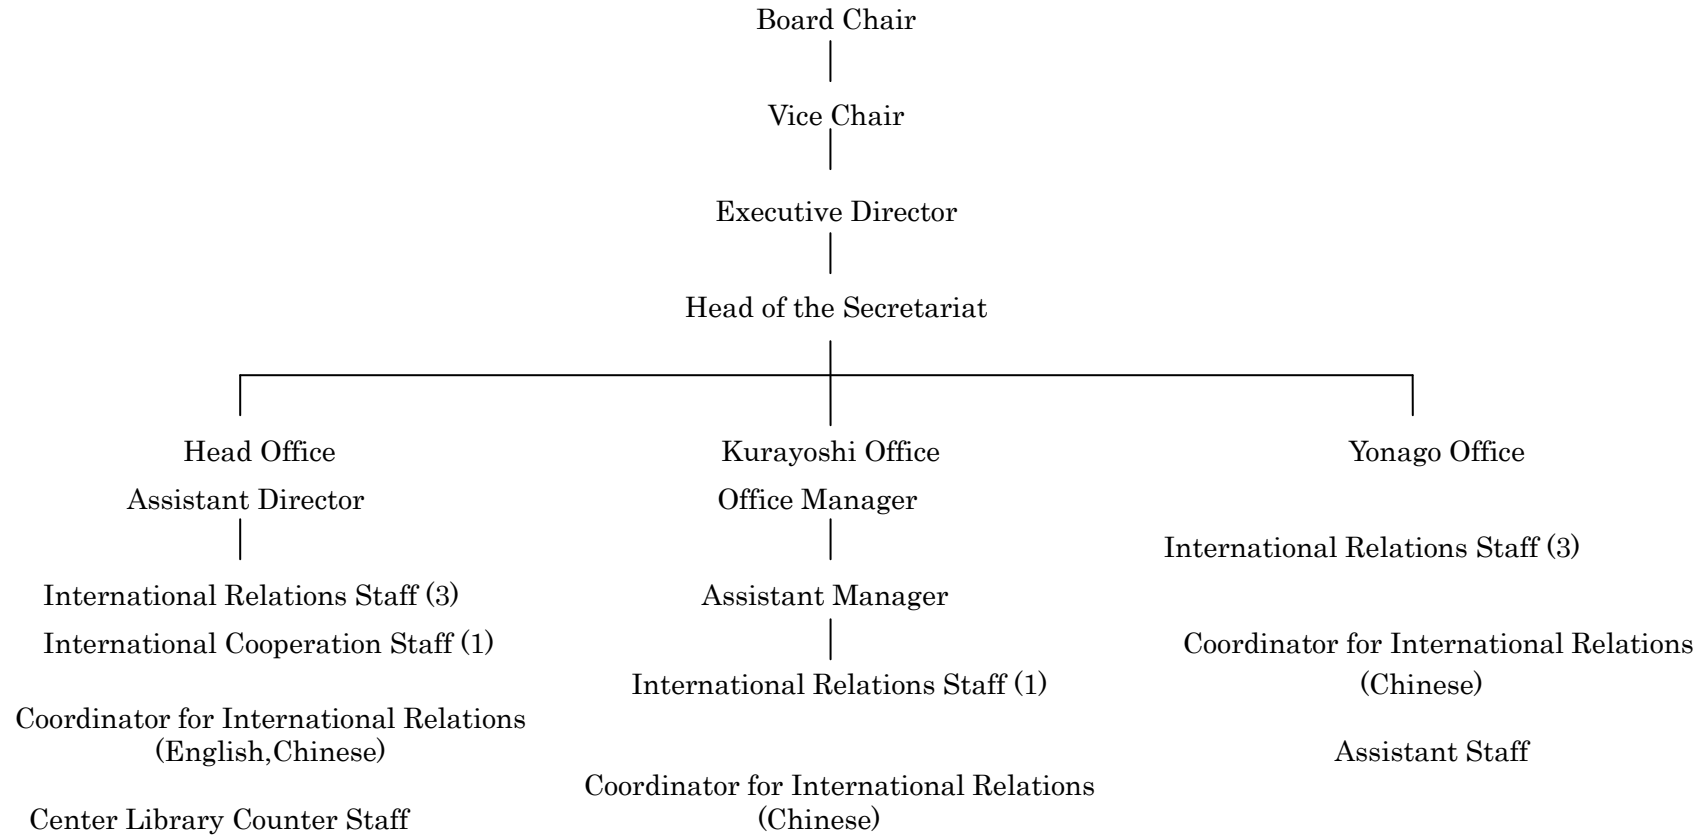 Board Chair
Vice Chair
Executive Director
Head of the Secretariat
Head Office
Assistant Director
International Relations Staff (3)
International Cooperation Staff (1)
Coordinator for International Relations
(English,Chinese)
Center Library Counter Staff
Kurayoshi Office
Office Manager
Assistant Manager
International Relations Staff (1)
Coordinator for International Relations
(Chinese)
Yonago Office
International Relations Staff (3)
Coordinator for International Relations
(Chinese)
Assistant Staff